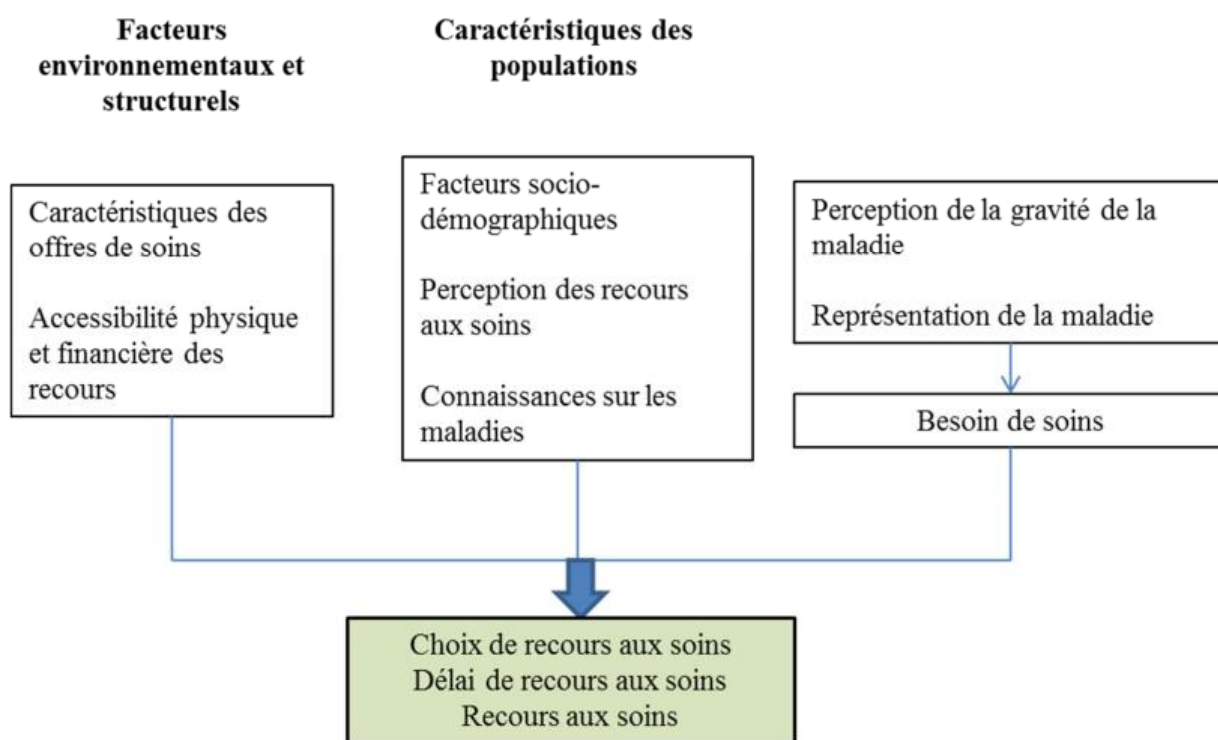 Facteurs
environnementaux et
structurels
Caractéristiques des
populations
Caractéristiques des
offres de soins
Accessibilité physique
et financière des
recours
Facteurs socio-
démographiques
Perception des recours
aux soins
Connaissances sur les
maladies
Perception de la gravité de la
maladie
Représentation de la maladie
Besoin de soins
Choix de recours aux soins
Délai de recours aux soins
Recours aux soins